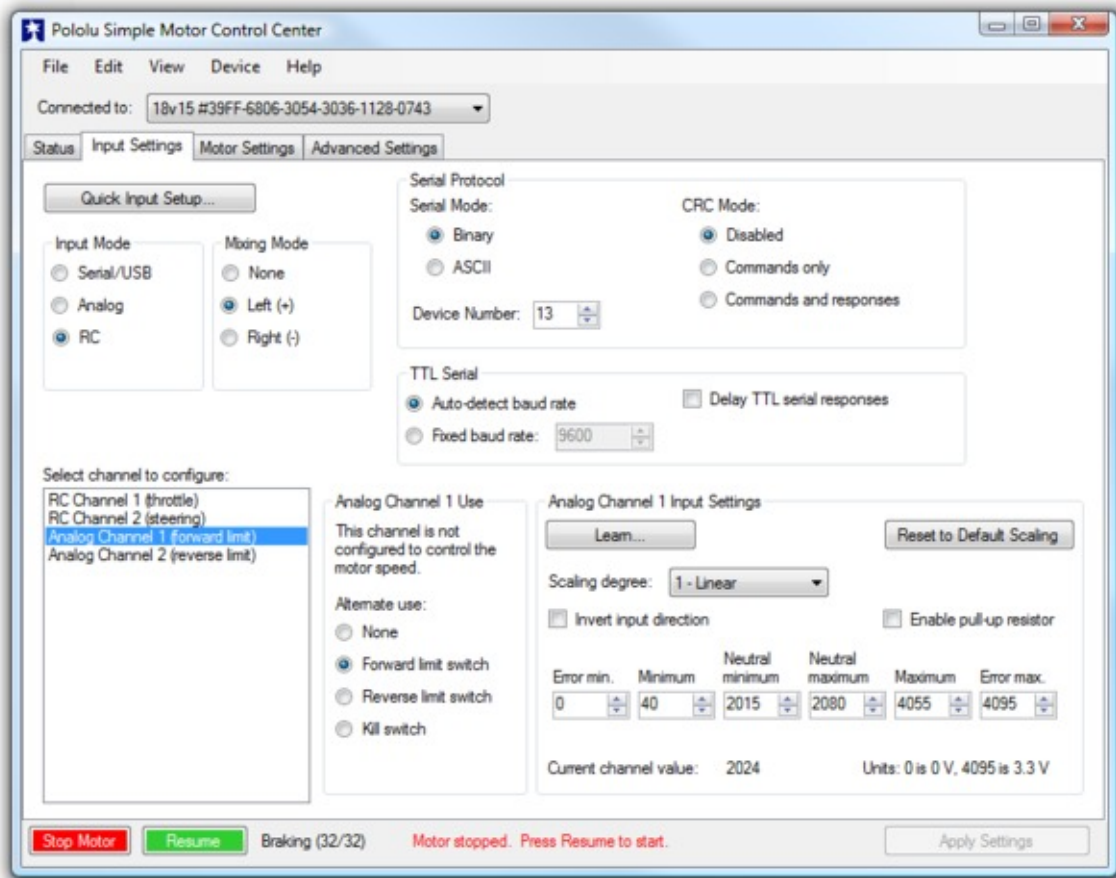 Pololu Simple Motor Control Center
File Edit View Device Help
Connected to: 18v15 #39FF-6806-3054-3036-1128-0743
Status Input Settings Motor Settings Advanced Settings
Quick Input Setup...
Input Mode
Serial/USB
Analog
RC
Mixing Mode
None
Left (+)
Right (-)
Serial Protocol
Serial Mode:
Binary
ASCII
CRC Mode:
Disabled
Commands only
Commands and responses
Device Number: 13
TTL Serial
Auto-detect baud rate
Fixed baud rate: 9600
Delay TTL serial responses
Select channel to configure:
RC Channel 1 (throttle)
RC Channel 2 (steering)
Analog Channel 1 (forward limit)
Analog Channel 2 (reverse limit)
Analog Channel 1 Use
This channel is not
configured to control the
motor speed.
Alternate use:
None
Forward limit switch
Reverse limit switch
Kill switch
Analog Channel 1 Input Settings
Learn... Reset to Default Scaling
Scaling degree: 1 - Linear
Invert input direction Enable pull-up resistor
Error min. Minimum Neutral minimum Neutral maximum Maximum Error max.
0 40 2015 2080 4055 4095
Current channel value: 2024 Units: 0 is 0 V, 4095 is 3.3 V
Stop Motor Resume Braking (32/32) Motor stopped. Press Resume to start. Apply Settings